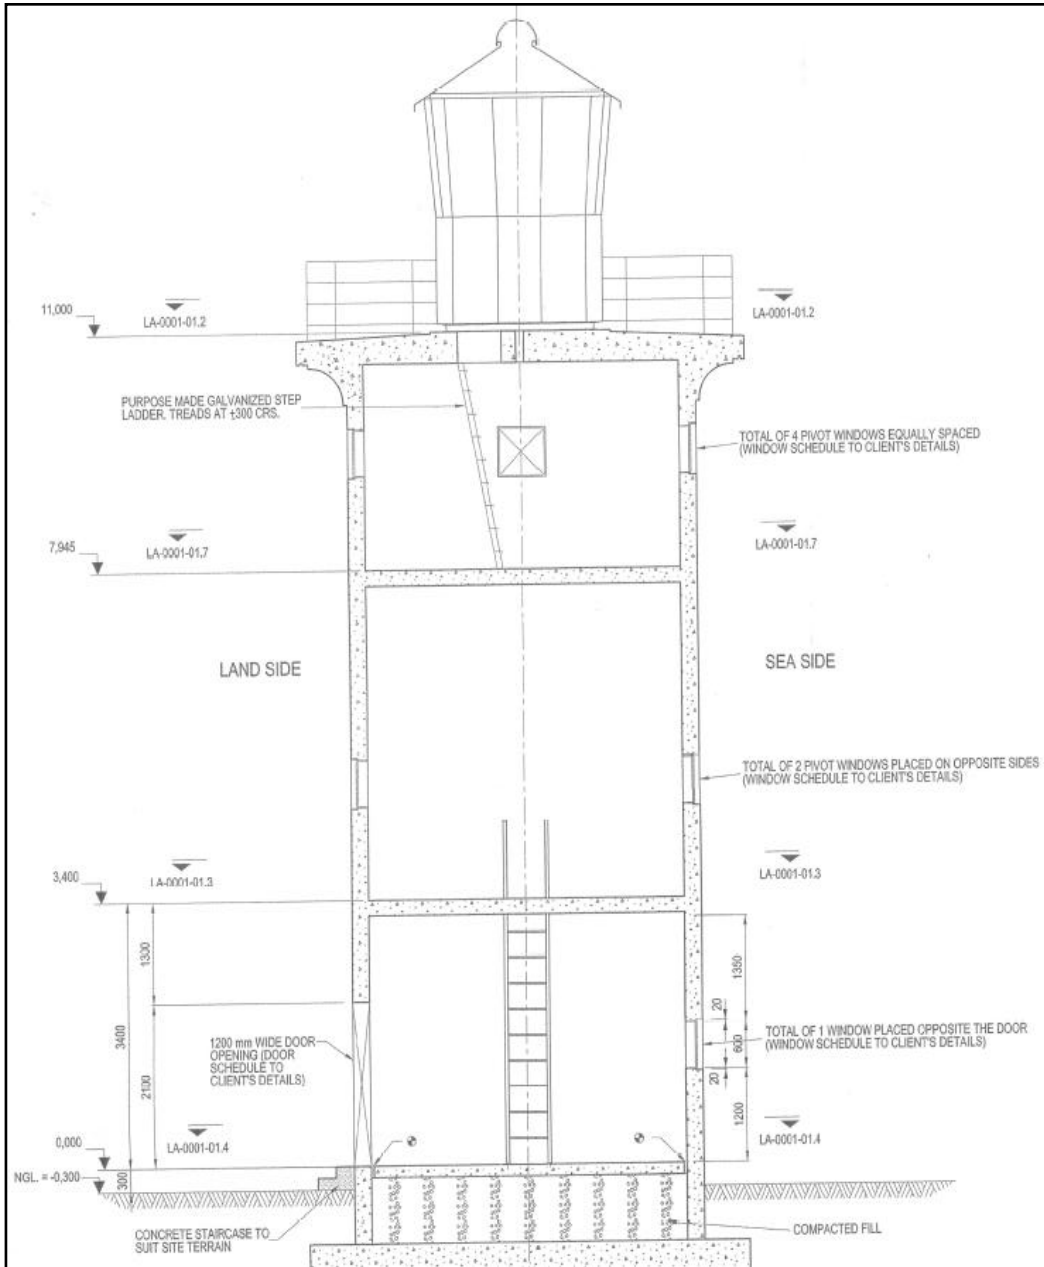 11,000
LA-0001-01.2
LA-0001-01.2
PURPOSE MADE GALVANIZED STEP
LADDER. TREADS AT ±300 CRS.
TOTAL OF 4 PIVOT WINDOWS EQUALLY SPACED
(WINDOW SCHEDULE TO CLIENT'S DETAILS)
7,945
LA-0001-01.7
LA-0001-01.7
LAND SIDE
SEA SIDE
TOTAL OF 2 PIVOT WINDOWS PLACED ON OPPOSITE SIDES
(WINDOW SCHEDULE TO CLIENT'S DETAILS)
3,400
LA-0001-01.3
LA-0001-01.3
1300
3400
2100
1200 mm WIDE DOOR
OPENING (DOOR
SCHEDULE TO
CLIENT'S DETAILS)
1350
20
600
20
1200
TOTAL OF 1 WINDOW PLACED OPPOSITE THE DOOR
(WINDOW SCHEDULE TO CLIENT'S DETAILS)
0,000
LA-0001-01.4
LA-0001-01.4
NGL. = -0,300
300
CONCRETE STAIRCASE TO
SUIT SITE TERRAIN
COMPACTED FILL